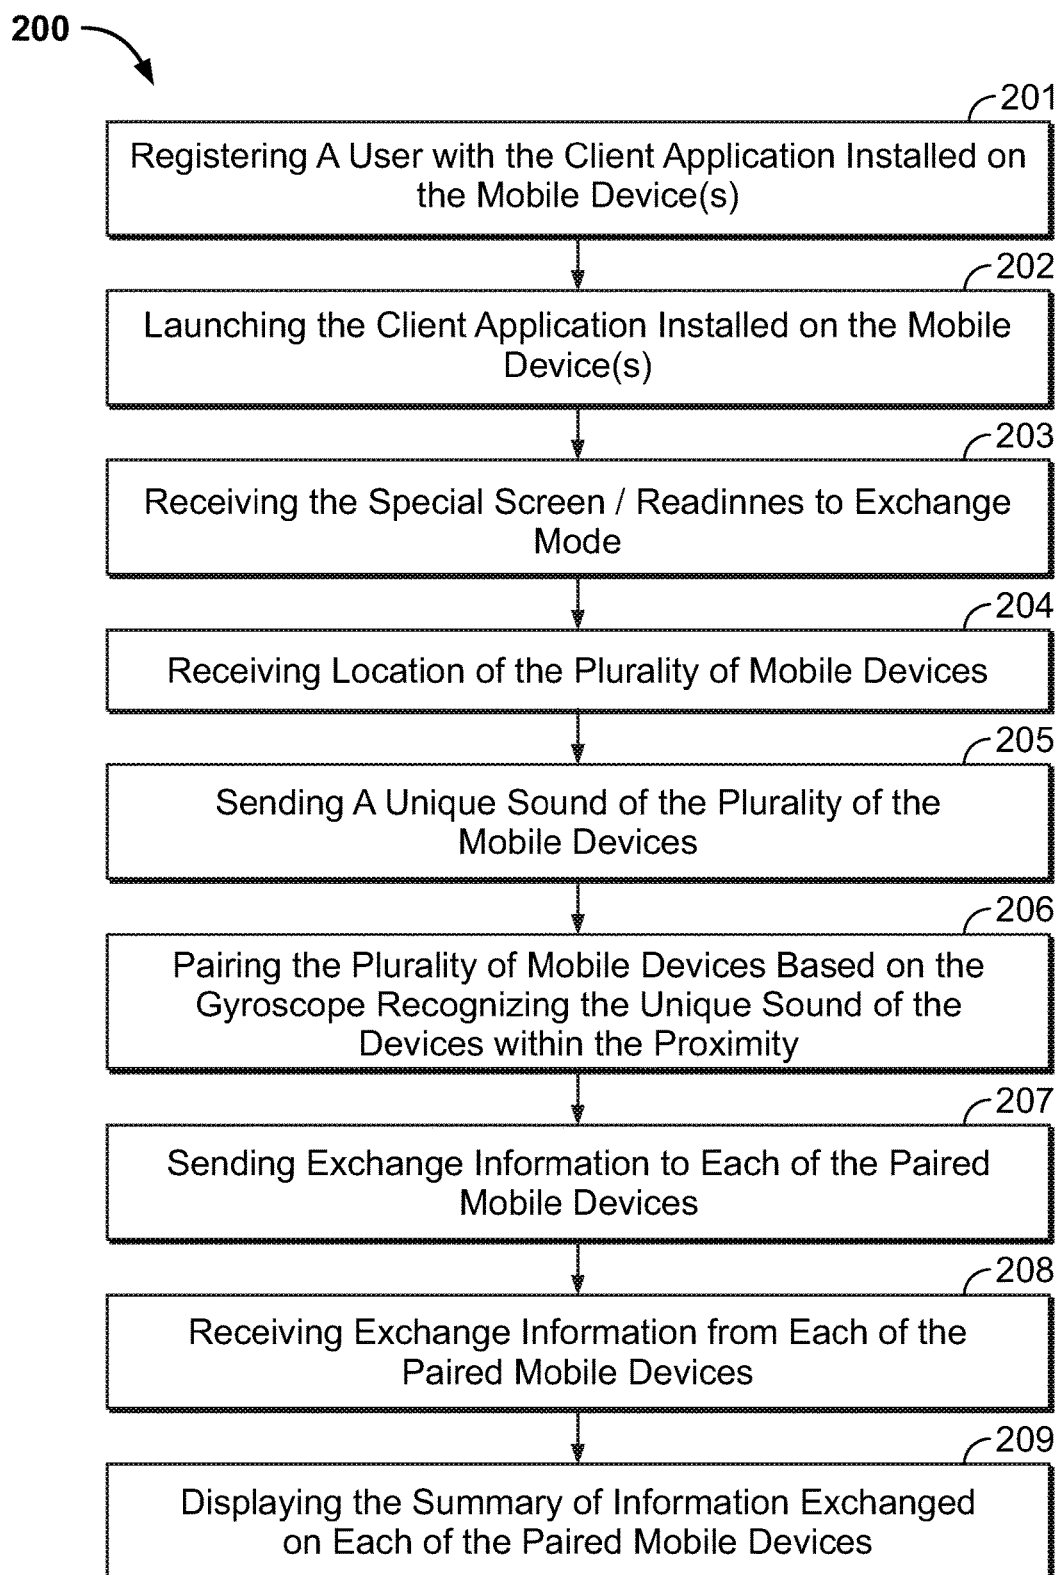 200
201
Registering A User with the Client Application Installed on
the Mobile Device(s)
202
Launching the Client Application Installed on the Mobile
Device(s)
203
Receiving the Special Screen / Readinnes to Exchange
Mode
204
Receiving Location of the Plurality of Mobile Devices
205
Sending A Unique Sound of the Plurality of the
Mobile Devices
206
Pairing the Plurality of Mobile Devices Based on the
Gyroscope Recognizing the Unique Sound of the
Devices within the Proximity
207
Sending Exchange Information to Each of the Paired
Mobile Devices
208
Receiving Exchange Information from Each of the
Paired Mobile Devices
209
Displaying the Summary of Information Exchanged
on Each of the Paired Mobile Devices